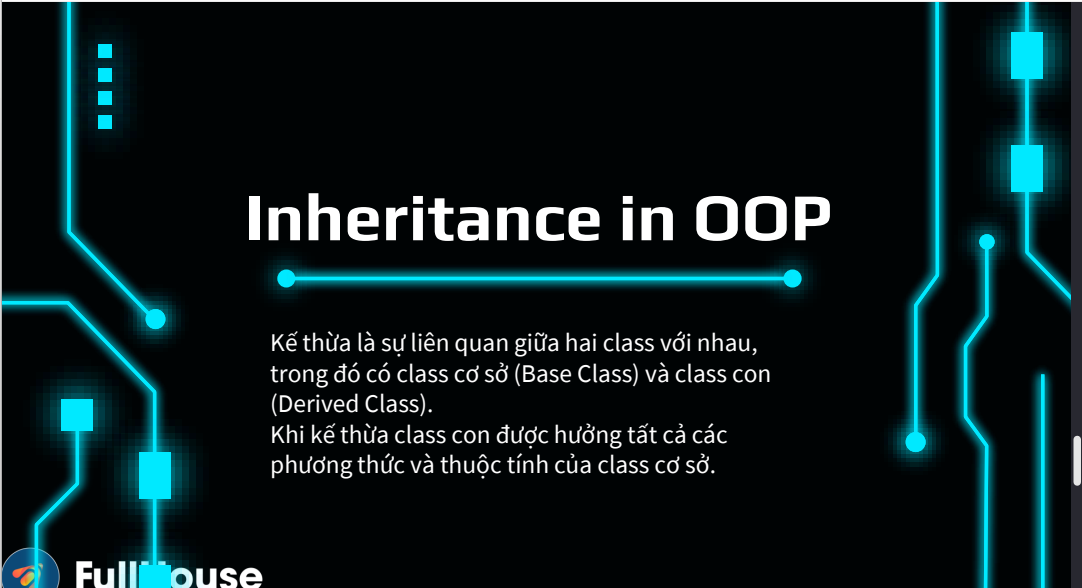 Inheritance in OOP
Kế thừa là sự liên quan giữa hai class với nhau,
trong đó có class cơ sở (Base Class) và class con
(Derived Class).
Khi kế thừa class con được hưởng tất cả các
phương thức và thuộc tính của class cơ sở.
FullHouse